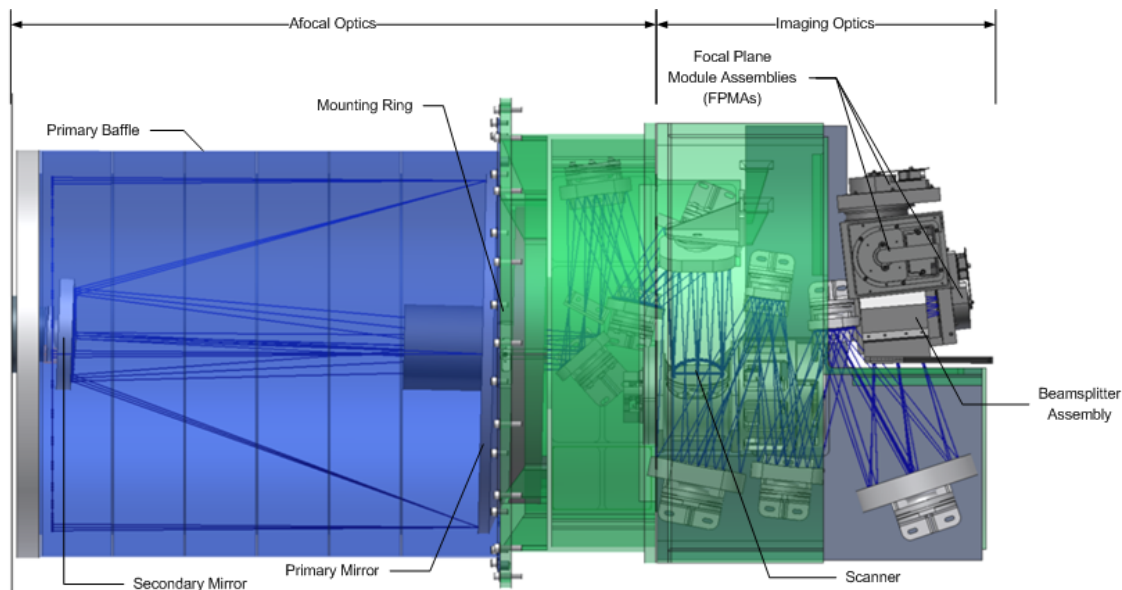 Afocal Optics
Imaging Optics
Focal Plane
Module Assemblies
(FPMAs)
Mounting Ring
Primary Baffle
Beamsplitter
Assembly
Primary Mirror
Secondary Mirror
Scanner